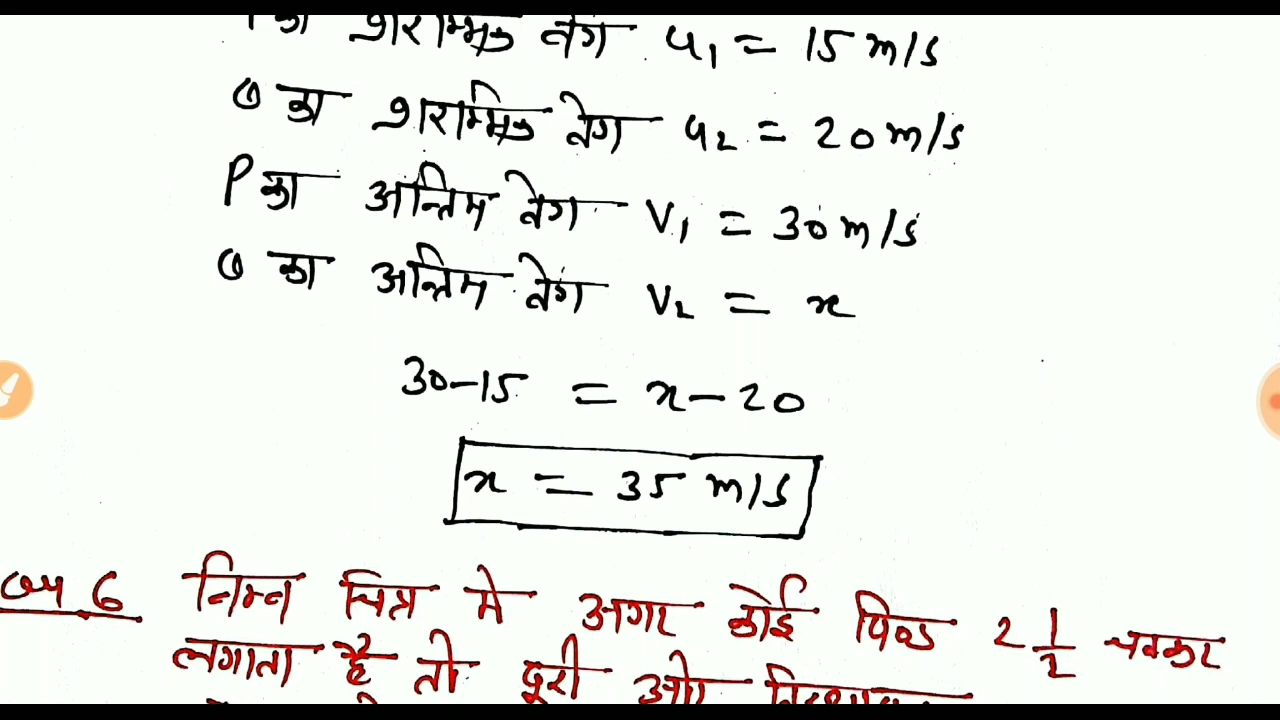 का प्रारम्भिक वेग u₁ = 15 m/s
Q का प्रारम्भिक वेग u₂ = 20 m/s
P का अन्तिम वेग v₁ = 30 m/s
Q का अन्तिम वेग v₂ = x
30-15 = x-20
x = 35 m/s
6 निम्न चित्र मे अगर कोई पिण्ड 2 1/2 चक्कर
लगाता है तो दूरी ओर